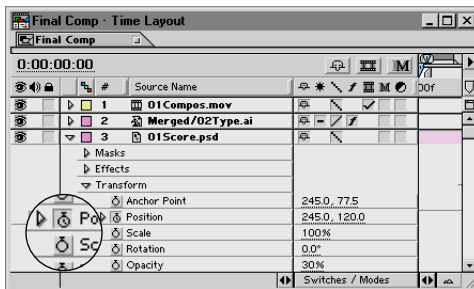 Final Comp · Time Layout
Final Comp
0:00:00:00
M
# Source Name
M
00f
1 01Compos.mov
2 Merged/02Type.ai
3 01Score.psd
Masks
Effects
Transform
Anchor Point 245.0, 77.5
Po Position 245.0, 120.0
Sc Scale 100%
Rotation 0.0°
Opacity 30%
Switches / Modes